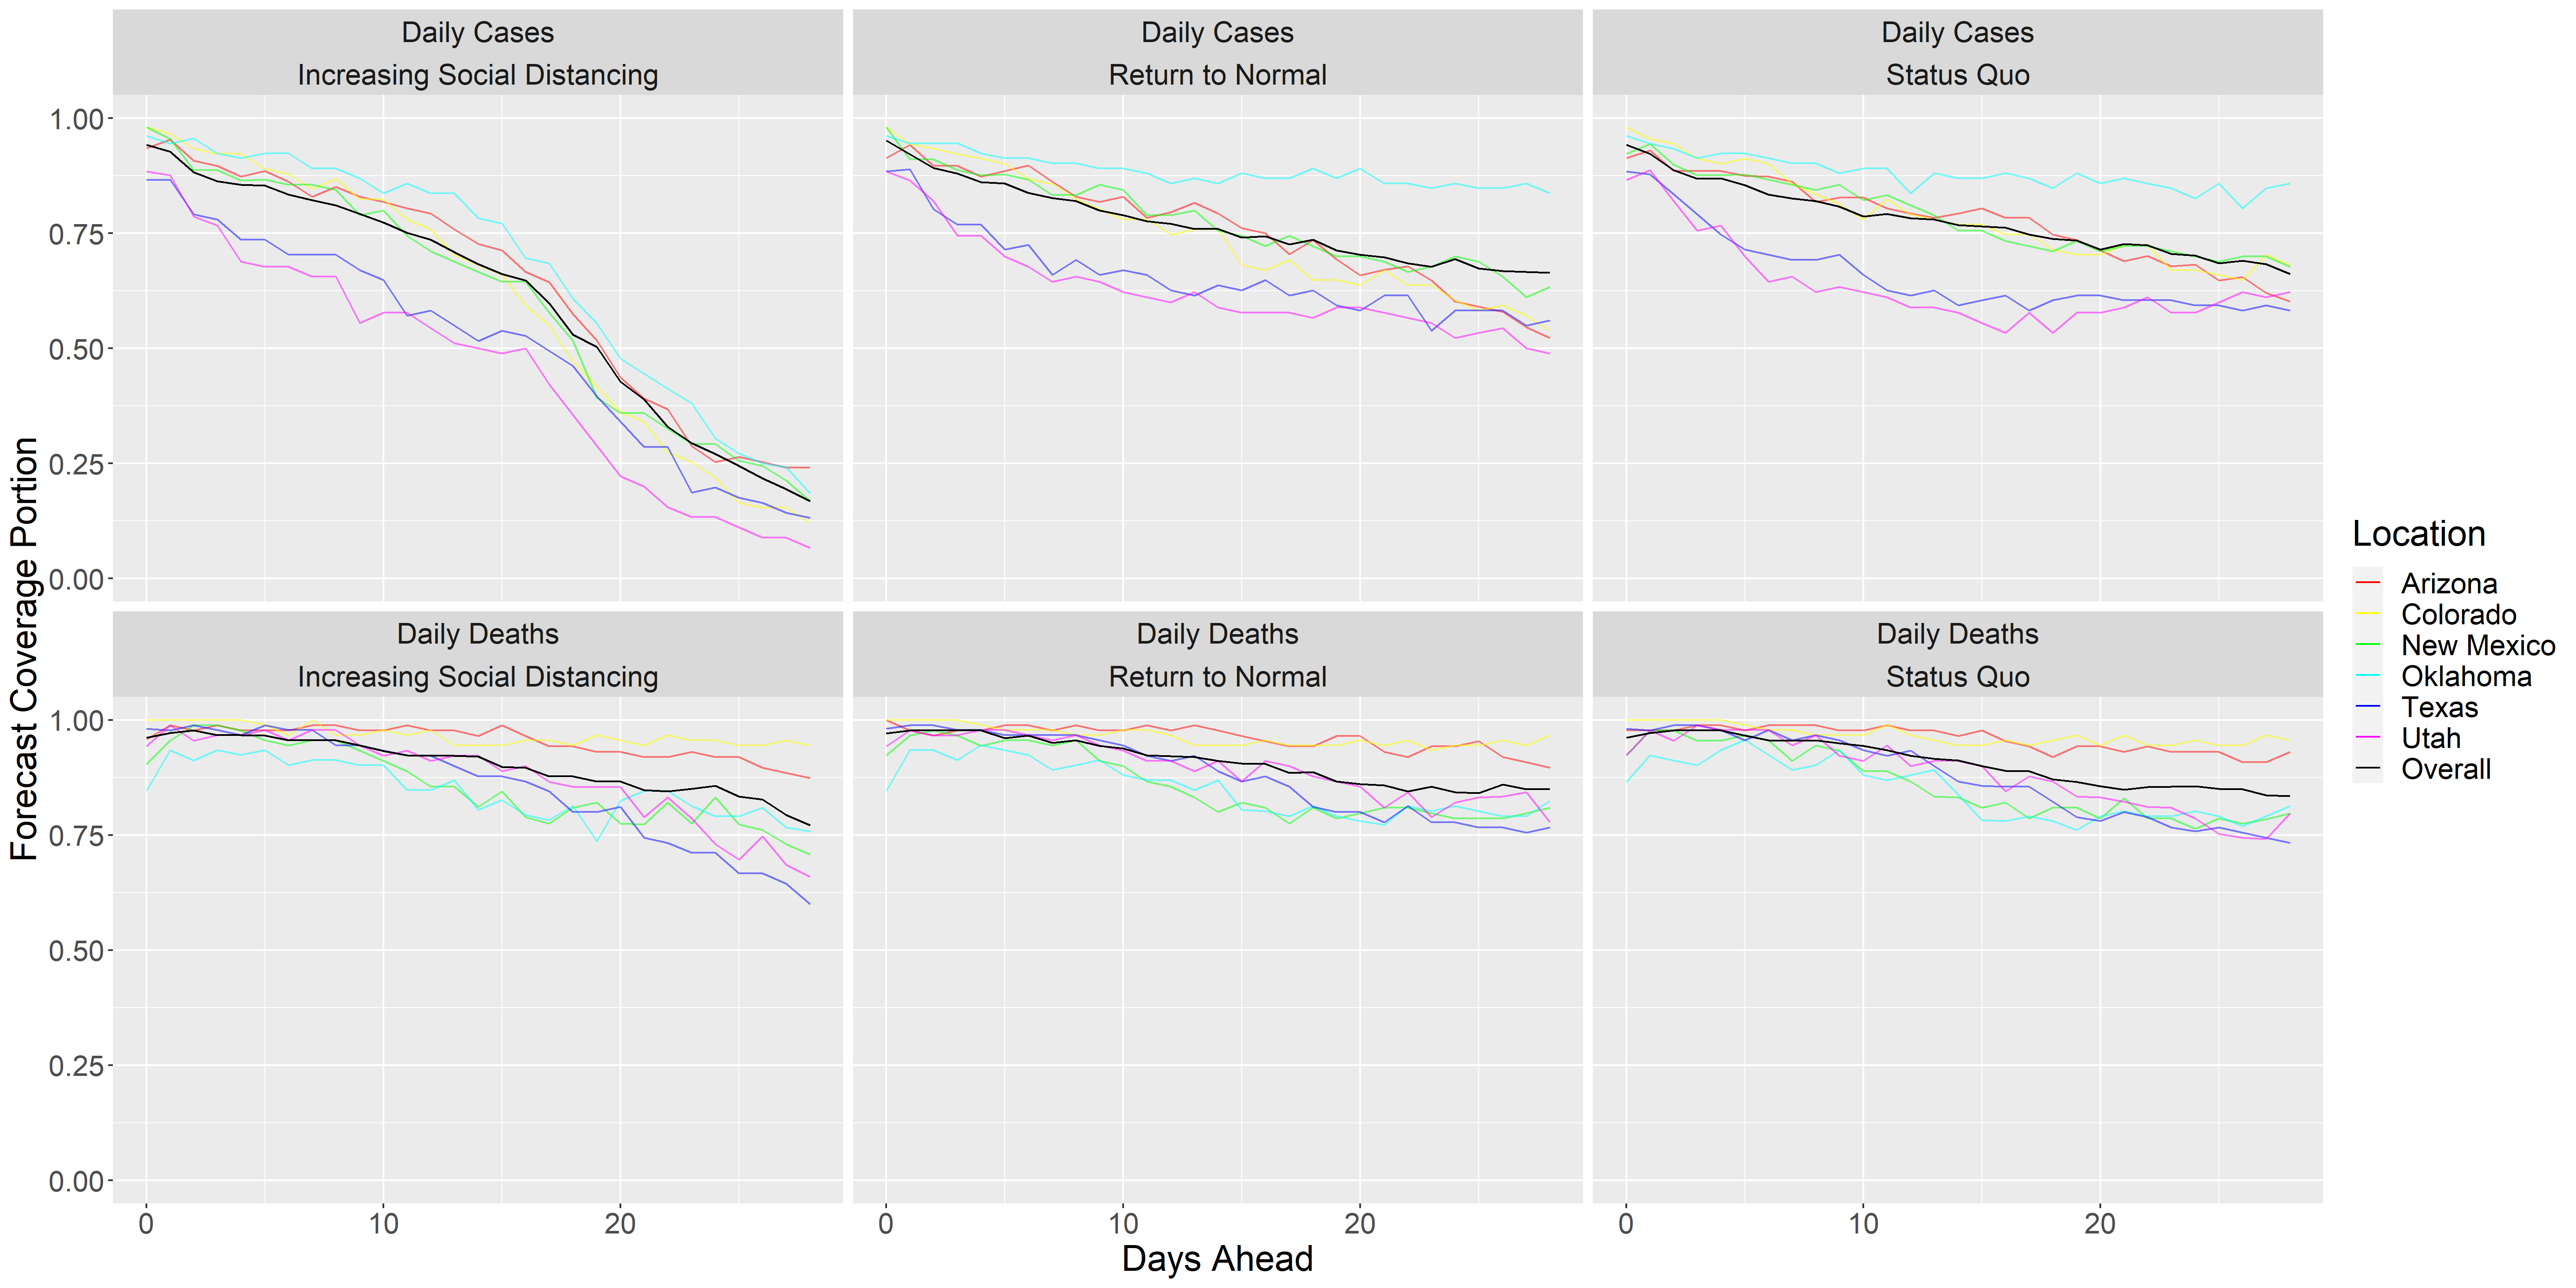 Daily Cases
Increasing Social Distancing
Daily Cases
Return to Normal
Daily Cases
Status Quo
1.00
0.75
0.50
0.25
0.00
Daily Deaths
Increasing Social Distancing
Daily Deaths
Return to Normal
Daily Deaths
Status Quo
1.00
0.75
0.50
0.25
0.00
0 10 20
0 10 20
0 10 20
Days Ahead
Forecast Coverage Portion
Location
Arizona
Colorado
New Mexico
Oklahoma
Texas
Utah
Overall